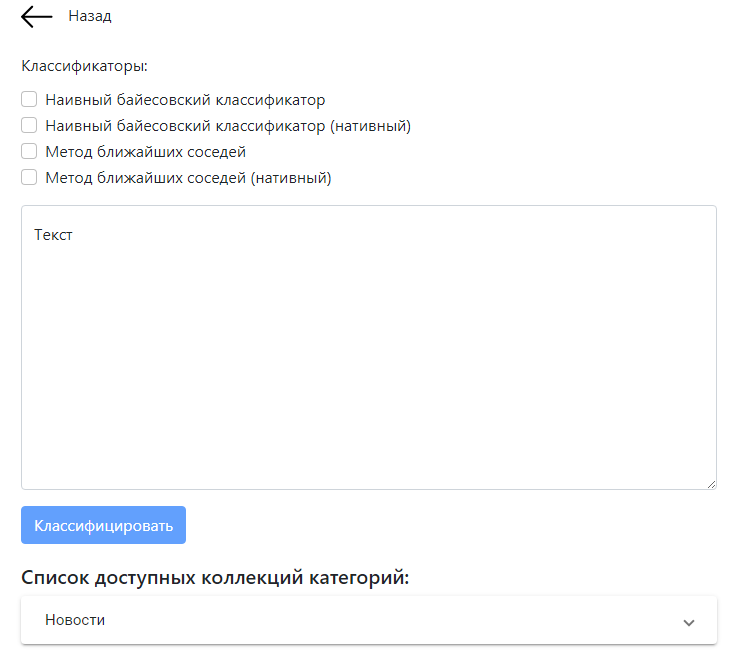 Назад
Классификаторы:
Наивный байесовский классификатор
Наивный байесовский классификатор (нативный)
Метод ближайших соседей
Метод ближайших соседей (нативный)
Текст
Классифицировать
Список доступных коллекций категорий:
Новости